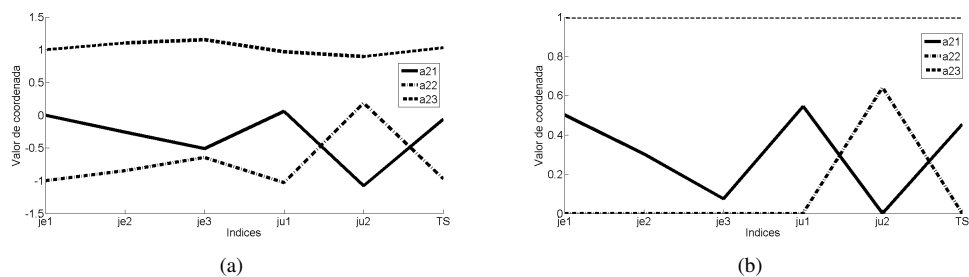 1.5
1
0.5
0
-0.5
-1
-1.5
Valor de coordenada
je1 je2 je3 ju1 ju2 TS
Indices
a21
a22
a23
(a)
1
0.8
0.6
0.4
0.2
0
Valor de coordenada
je1 je2 je3 ju1 ju2 TS
Indices
a21
a22
a23
(b)